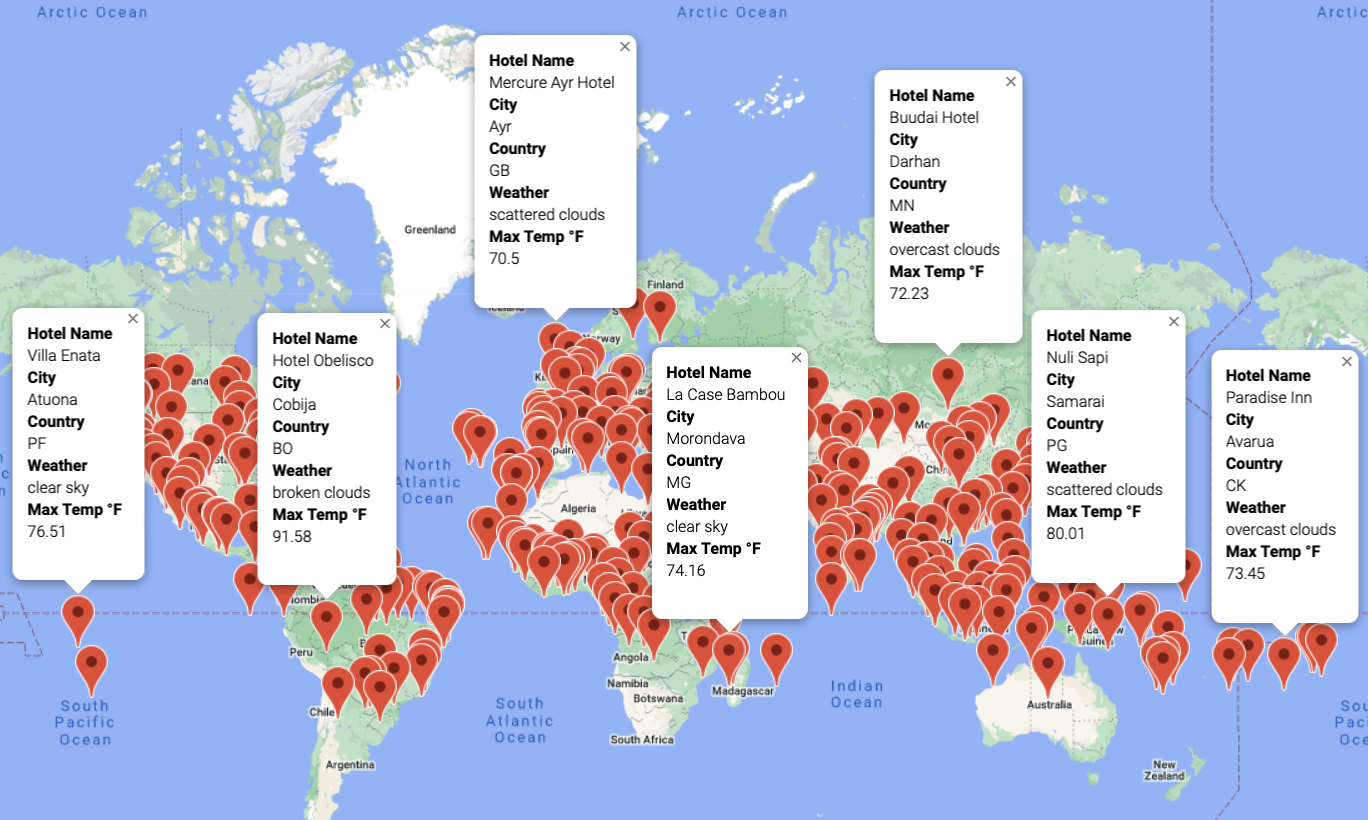 Arctic Ocean
Arctic Ocean
Arctic
Greenland
Finland
Iceland
Norway
Hotel Name
Mercure Ayr Hotel
City
Ayr
Country
GB
Weather
scattered clouds
Max Temp °F
70.5
Hotel Name
Buudai Hotel
City
Darhan
Country
MN
Weather
overcast clouds
Max Temp °F
72.23
Hotel Name
Villa Enata
City
Atuona
Country
PF
Weather
clear sky
Max Temp °F
76.51
Hotel Name
Hotel Obelisco
City
Cobija
Country
BO
Weather
broken clouds
Max Temp °F
91.58
Hotel Name
La Case Bambou
City
Morondava
Country
MG
Weather
clear sky
Max Temp °F
74.16
Hotel Name
Nuli Sapi
City
Samarai
Country
PG
Weather
scattered clouds
Max Temp °F
80.01
Hotel Name
Paradise Inn
City
Avarua
Country
CK
Weather
overcast clouds
Max Temp °F
73.45
North
Atlantic
Ocean
Algeria
Peru
Chile
Argentina
South
Pacific
Ocean
South
Atlantic
Ocean
Angola
Namibia
Botswana
South Africa
Madagascar
Indian
Ocean
Australia
New
Zealand